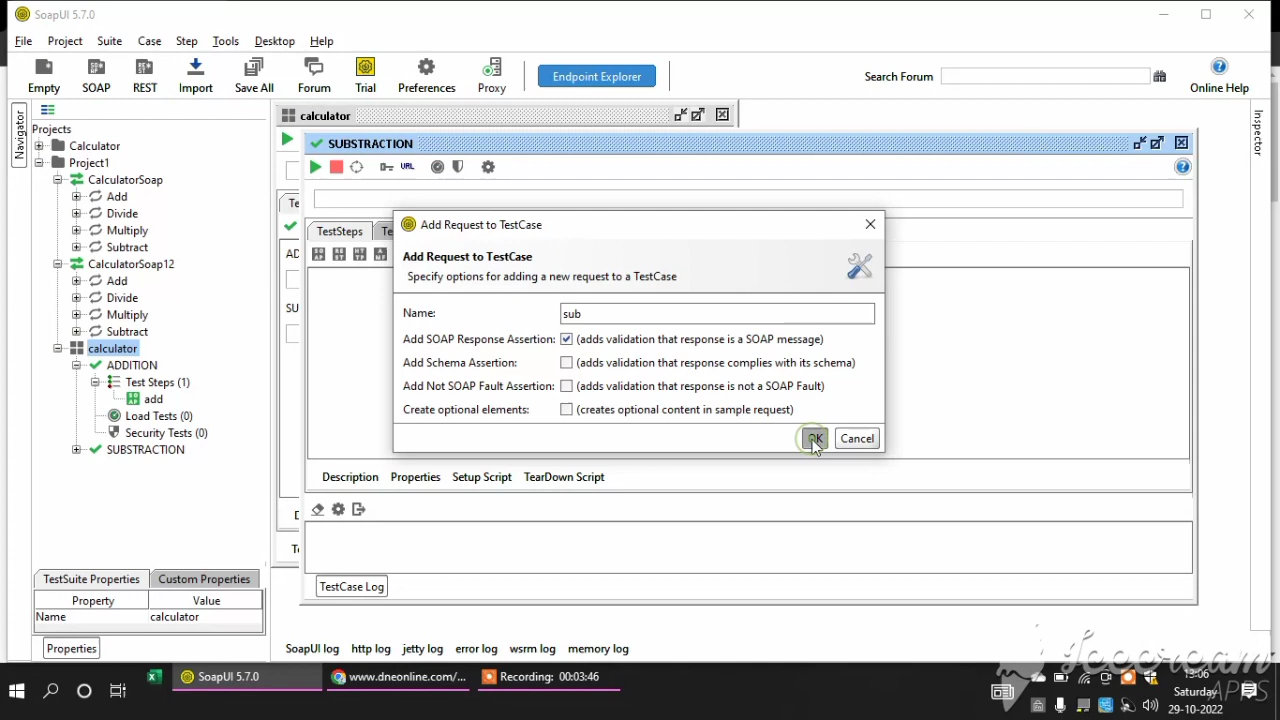 SoapUI 5.7.0
File Project Suite Case Step Tools Desktop Help
Empty SOAP REST Import Save All Forum Trial Preferences Proxy Endpoint Explorer Search Forum Online Help
Navigator
Projects
Calculator
Project1
CalculatorSoap
Add
Divide
Multiply
Subtract
CalculatorSoap12
Add
Divide
Multiply
Subtract
calculator
ADDITION
Test Steps (1)
add
Load Tests (0)
Security Tests (0)
SUBSTRACTION
TestSuite Properties Custom Properties
Property Value
Name calculator
Properties
calculator
SUBSTRACTION
URL
TestSteps
Add Request to TestCase
Add Request to TestCase
Specify options for adding a new request to a TestCase
Name: sub
Add SOAP Response Assertion: (adds validation that response is a SOAP message)
Add Schema Assertion: (adds validation that response complies with its schema)
Add Not SOAP Fault Assertion: (adds validation that response is not a SOAP Fault)
Create optional elements: (creates optional content in sample request)
OK Cancel
Description Properties Setup Script TearDown Script
TestCase Log
SoapUI log http log jetty log error log wsrm log memory log
Inspector
SoapUI 5.7.0 www.dneonline.com/... Recording: 00:03:46
13:06
Saturday
29-10-2022
APPS